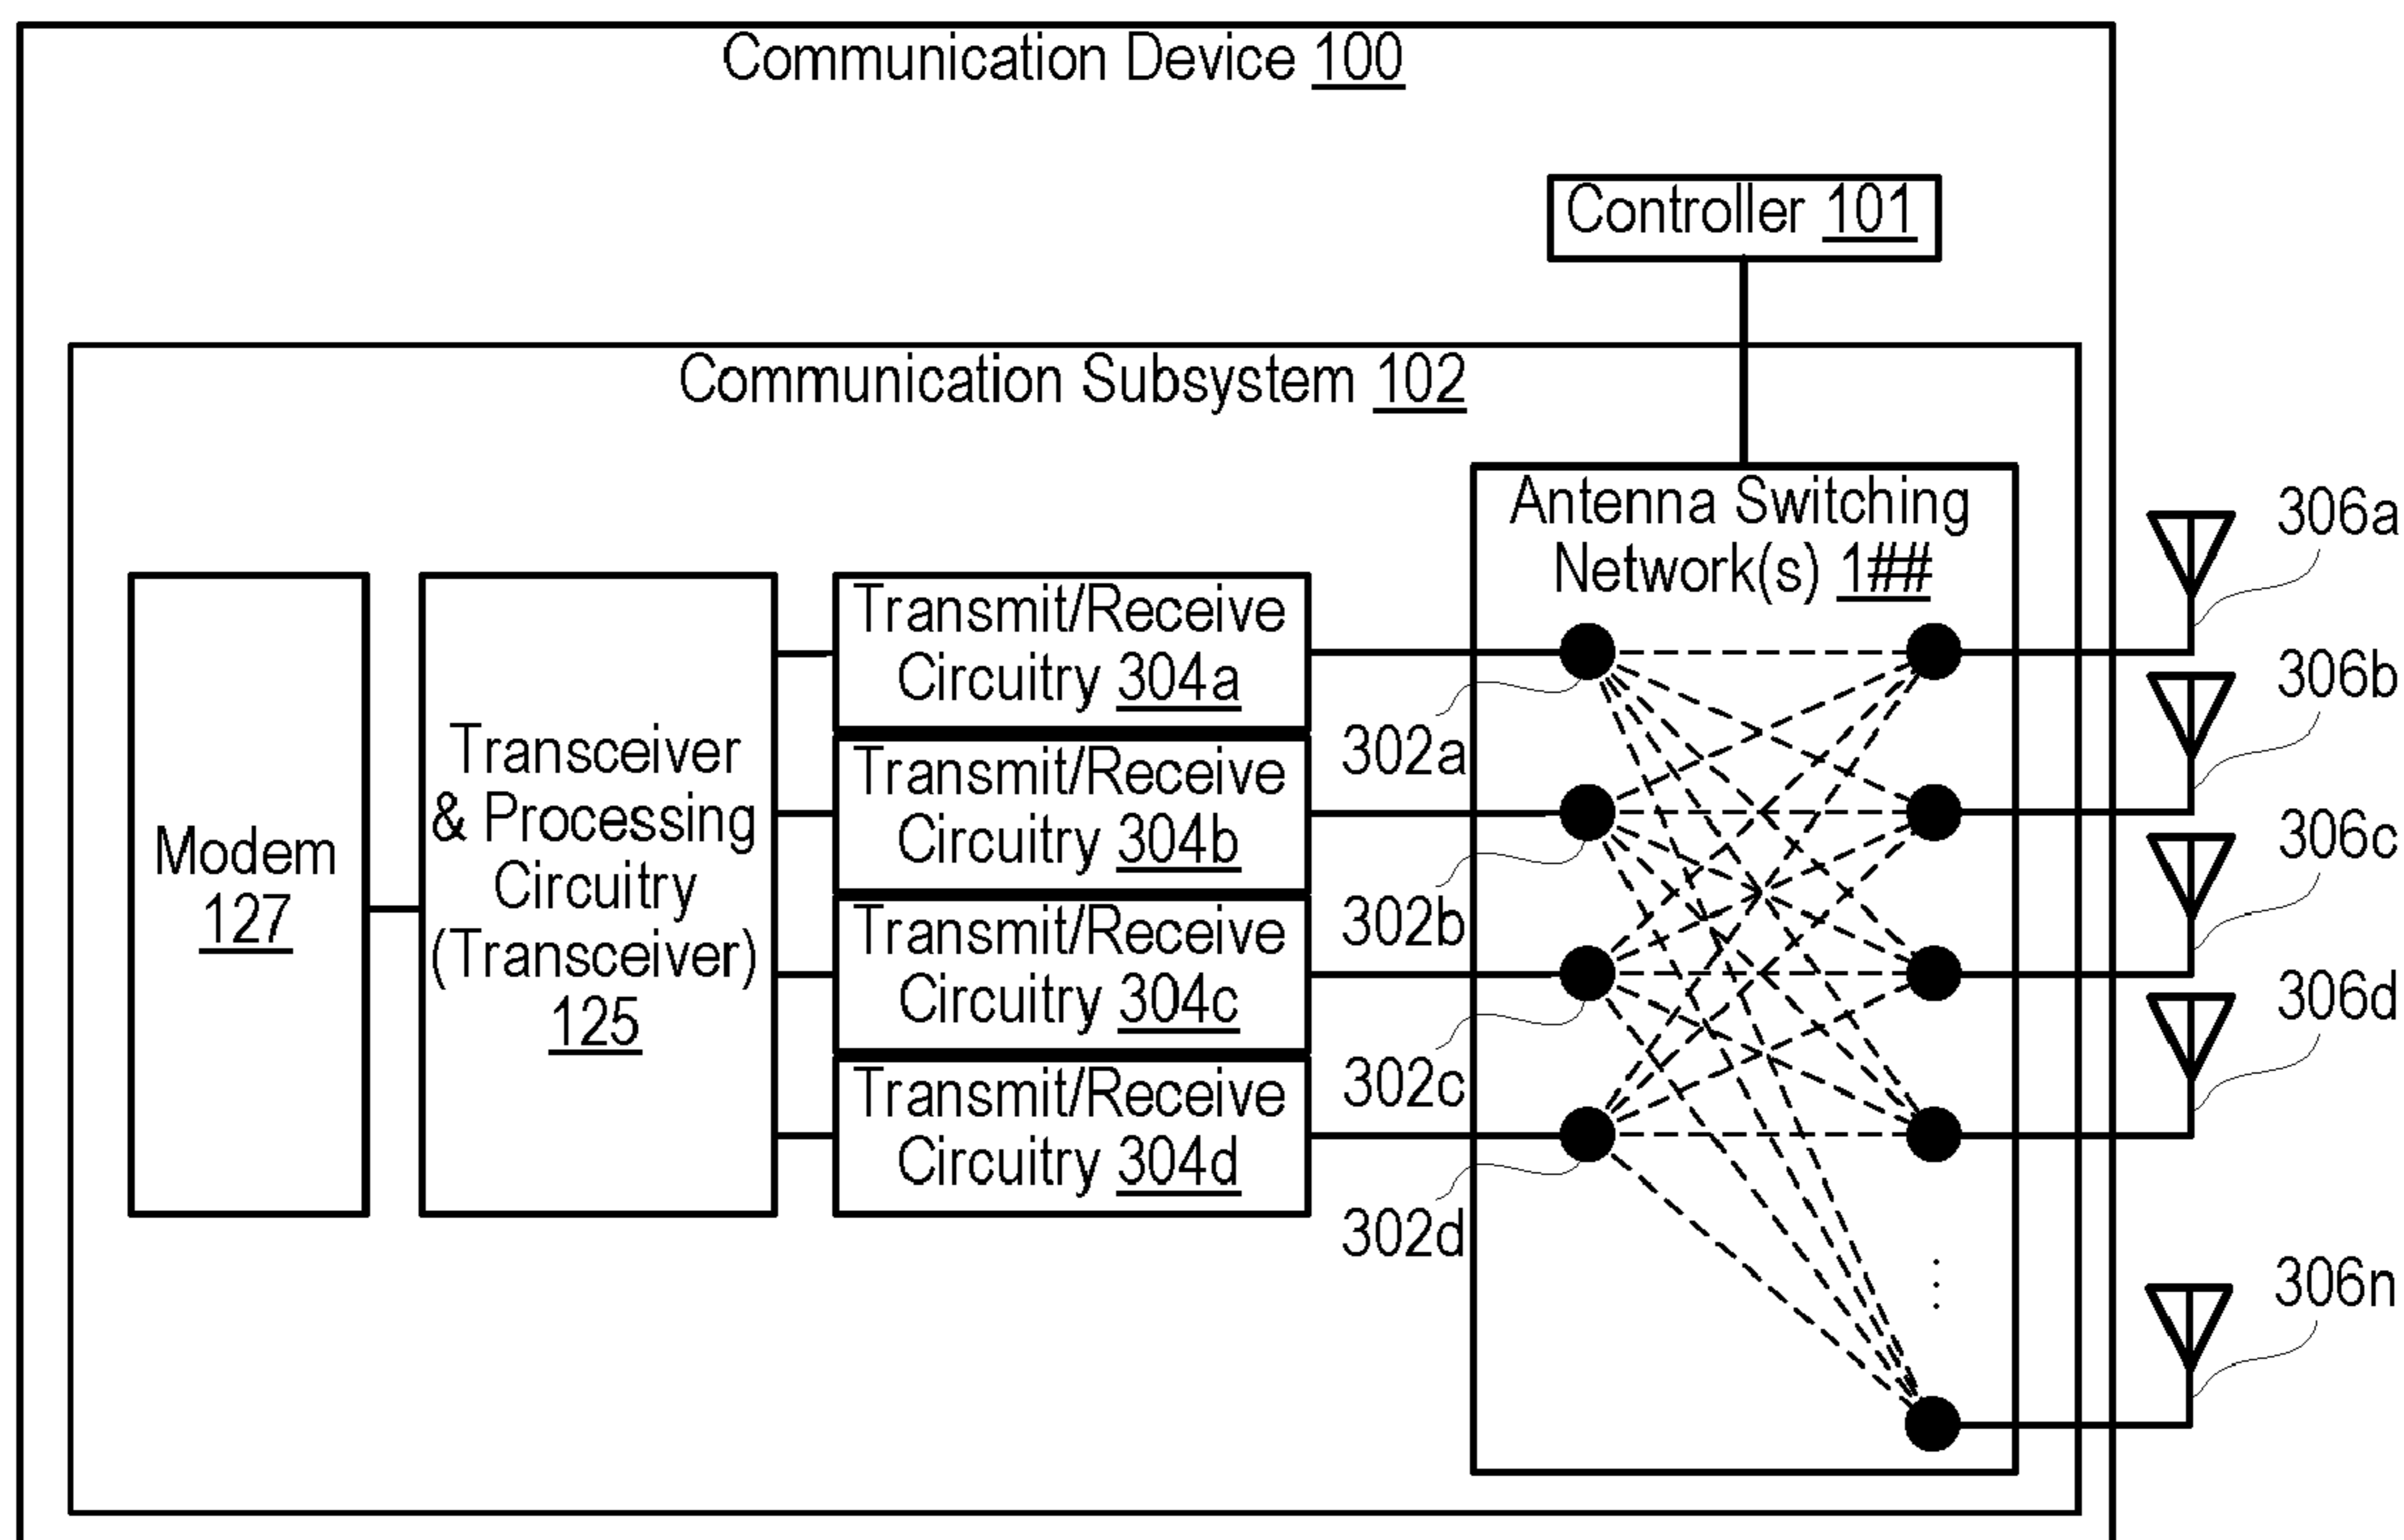 Communication Device 100
Controller 101
Communication Subsystem 102
Antenna Switching
Network(s) 1##
Modem
127
Transceiver
& Processing
Circuitry
(Transceiver)
125
Transmit/Receive
Circuitry 304a
Transmit/Receive
Circuitry 304b
Transmit/Receive
Circuitry 304c
Transmit/Receive
Circuitry 304d
302a
302b
302c
302d
306a
306b
306c
306d
306n